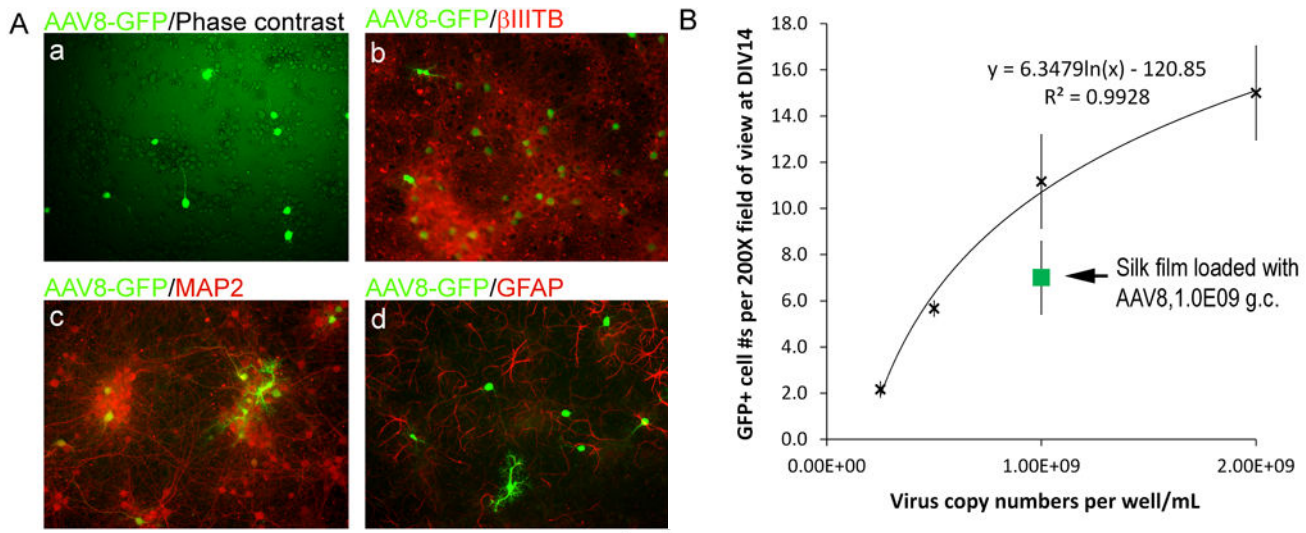 A
AAV8-GFP/Phase contrast
a
AAV8-GFP/βIIITB
b
AAV8-GFP/MAP2
c
AAV8-GFP/GFAP
d
B
GFP+ cell #s per 200X field of view at DIV14
18.0
16.0
14.0
12.0
10.0
8.0
6.0
4.0
2.0
0.0
y = 6.3479ln(x) - 120.85
R² = 0.9928
Silk film loaded with
AAV8,1.0E09 g.c.
0.00E+00
1.00E+09
2.00E+09
Virus copy numbers per well/mL